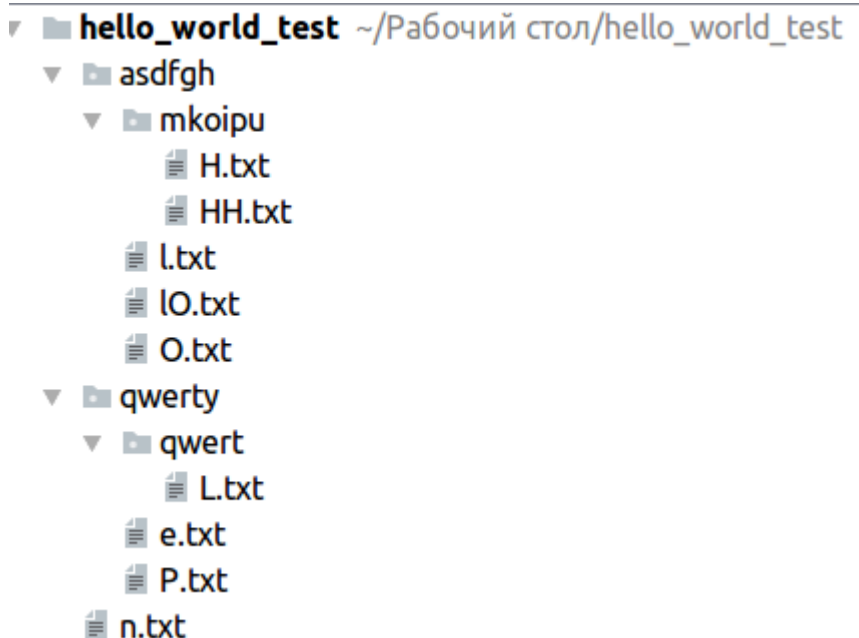 hello_world_test ~/Рабочий стол/hello_world_test
asdfgh
mkoipu
H.txt
HH.txt
l.txt
lO.txt
O.txt
qwerty
qwert
L.txt
e.txt
P.txt
n.txt